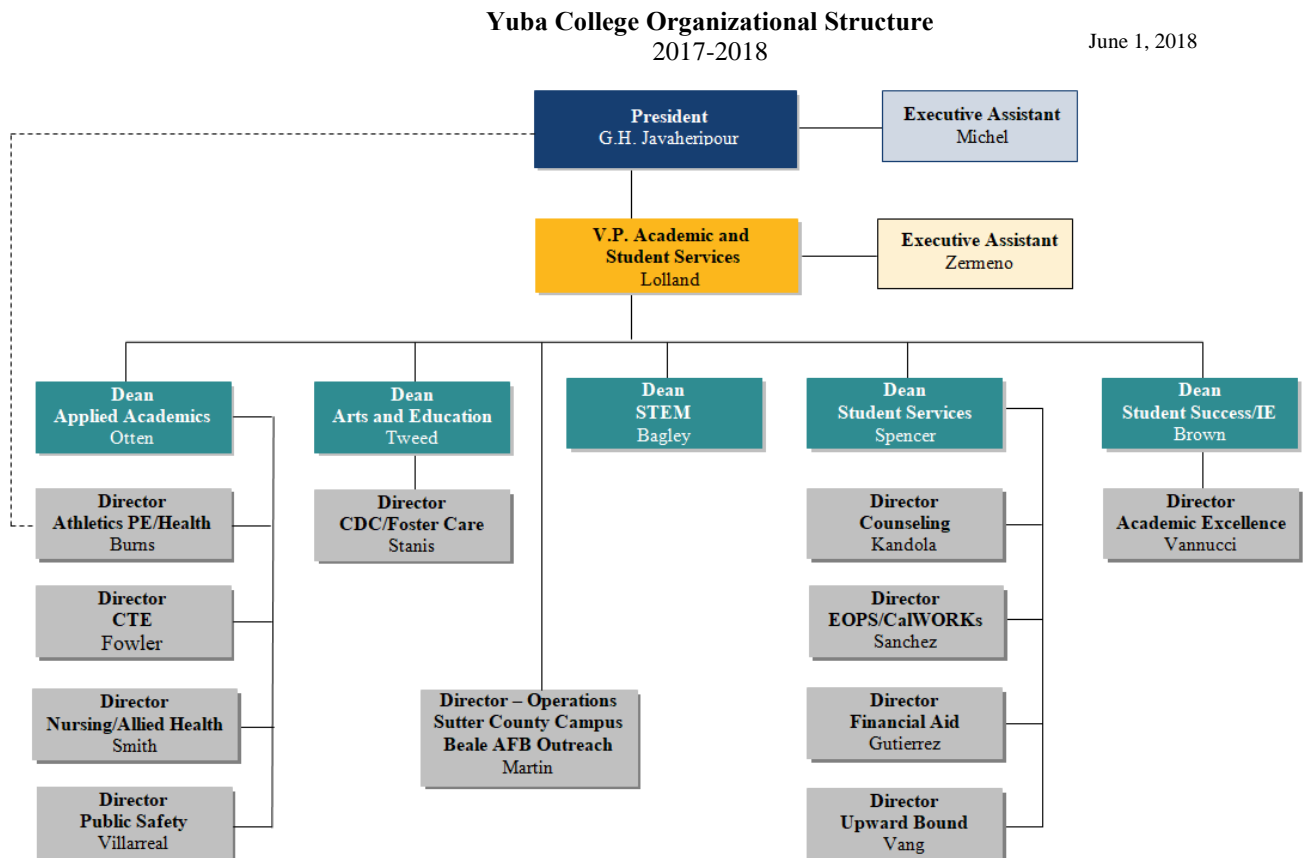 Yuba College Organizational Structure
2017-2018
June 1, 2018
President
G.H. Javaheripour
Executive Assistant
Michel
V.P. Academic and
Student Services
Lolland
Executive Assistant
Zermeno
Dean
Applied Academics
Otten
Dean
Arts and Education
Tweed
Dean
STEM
Bagley
Dean
Student Services
Spencer
Dean
Student Success/IE
Brown
Director
Athletics PE/Health
Burns
Director
CDC/Foster Care
Stanis
Director
Counseling
Kandola
Director
Academic Excellence
Vannucci
Director
CTE
Fowler
Director
EOPS/CalWORKs
Sanchez
Director
Nursing/Allied Health
Smith
Director – Operations
Sutter County Campus
Beale AFB Outreach
Martin
Director
Financial Aid
Gutierrez
Director
Public Safety
Villarreal
Director
Upward Bound
Vang